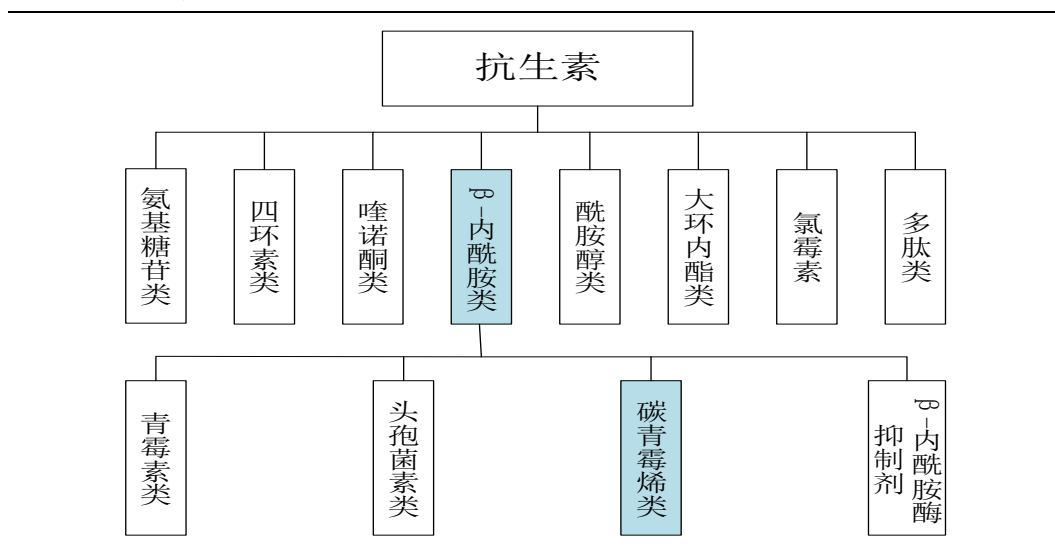 抗生素
氨基糖苷类
四环素类
喹诺酮类
β-内酰胺类
酰胺醇类
大环内酯类
氯霉素
多肽类
青霉素类
头孢菌素类
碳青霉烯类
β-内酰胺酶
抑制剂